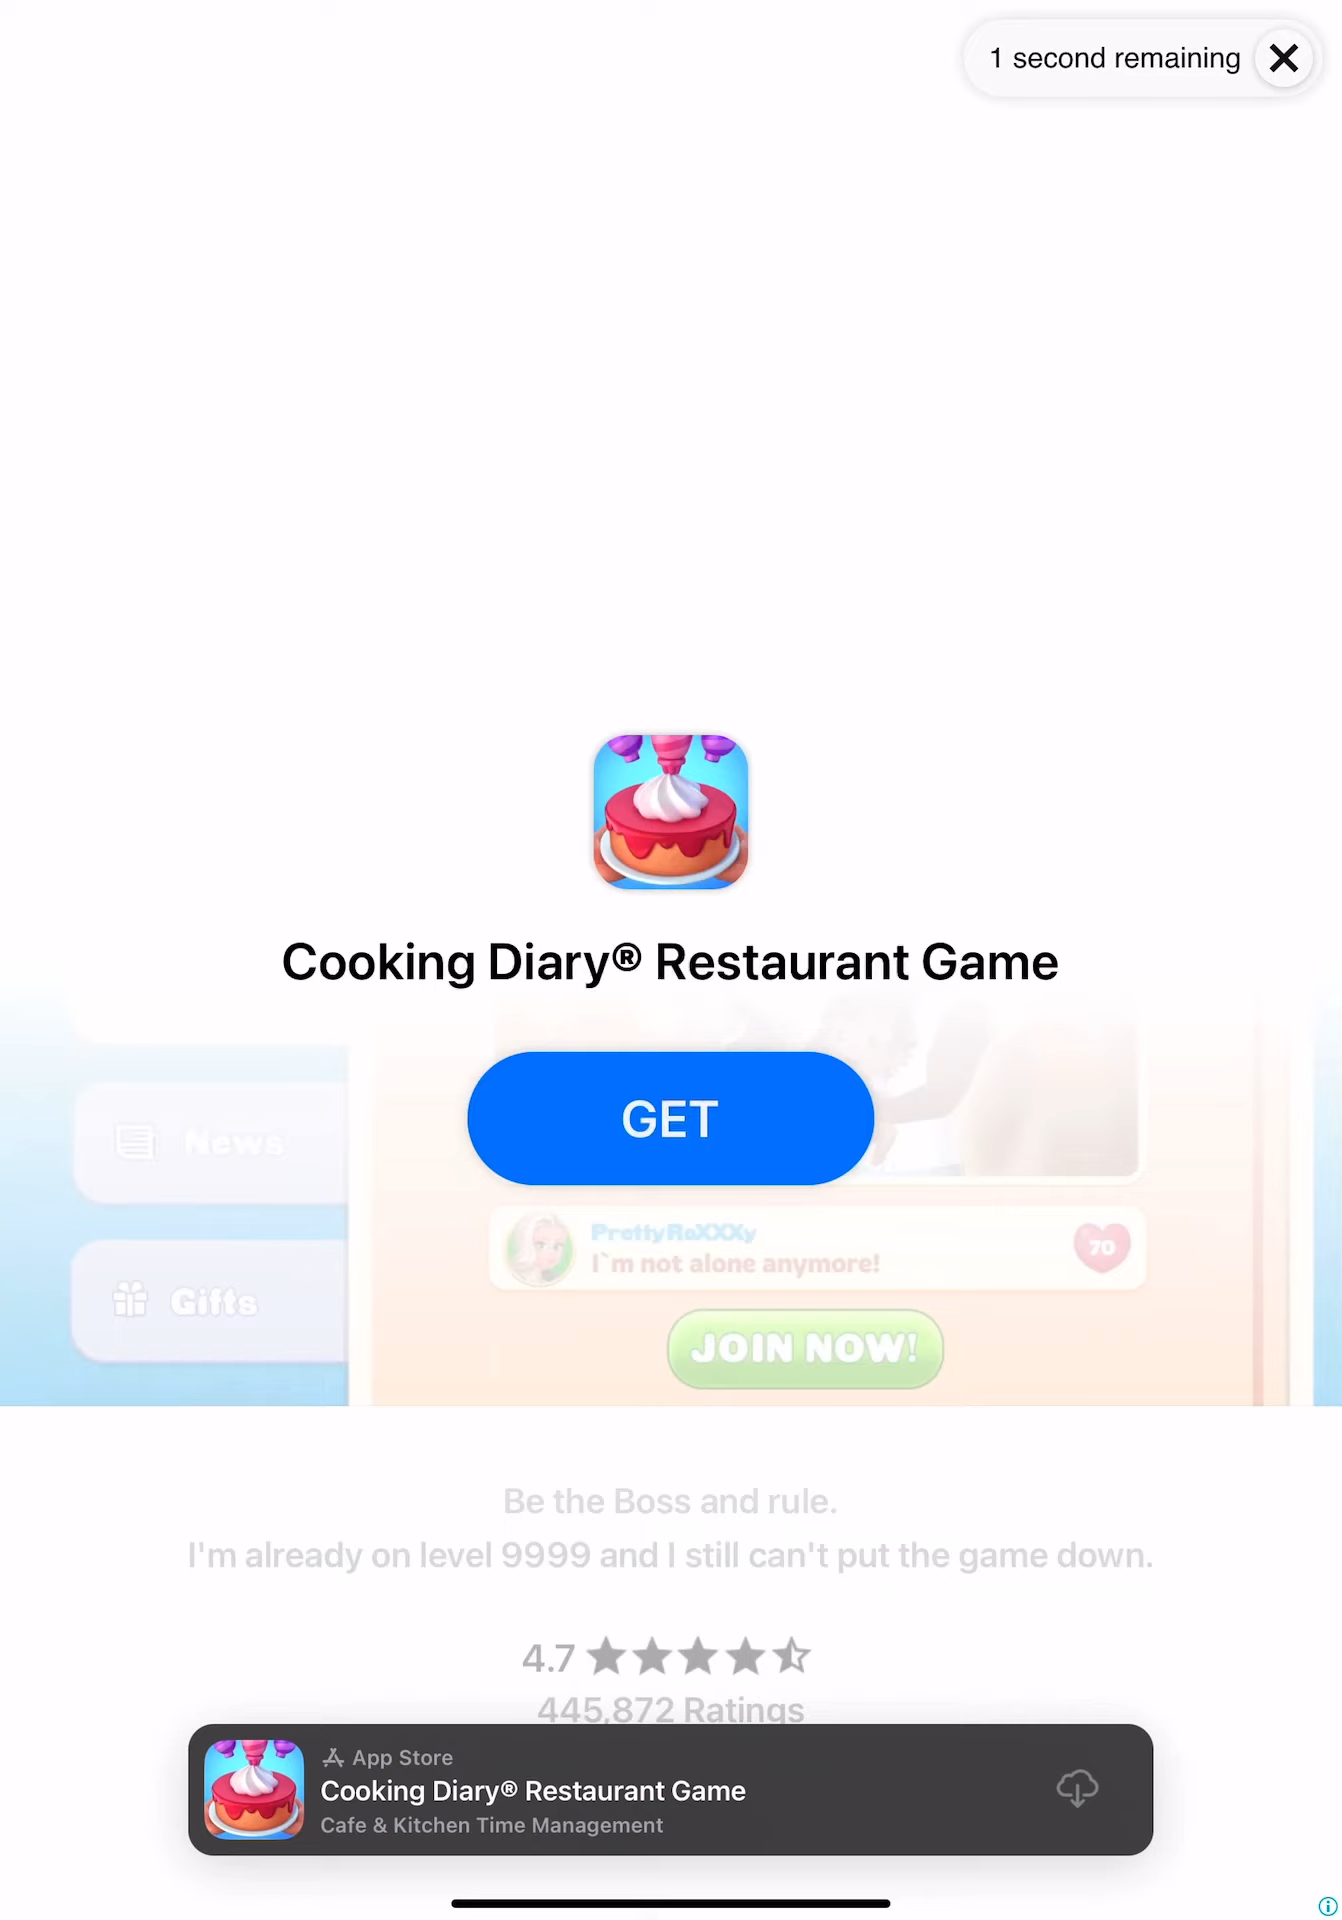 1 second remaining
Cooking Diary® Restaurant Game
GET
News
PrettyRoXXXy
I`m not alone anymore!
70
Gifts
JOIN NOW!
Be the Boss and rule.
I'm already on level 9999 and I still can't put the game down.
4.7
445,872 Ratings
App Store
Cooking Diary® Restaurant Game
Cafe & Kitchen Time Management